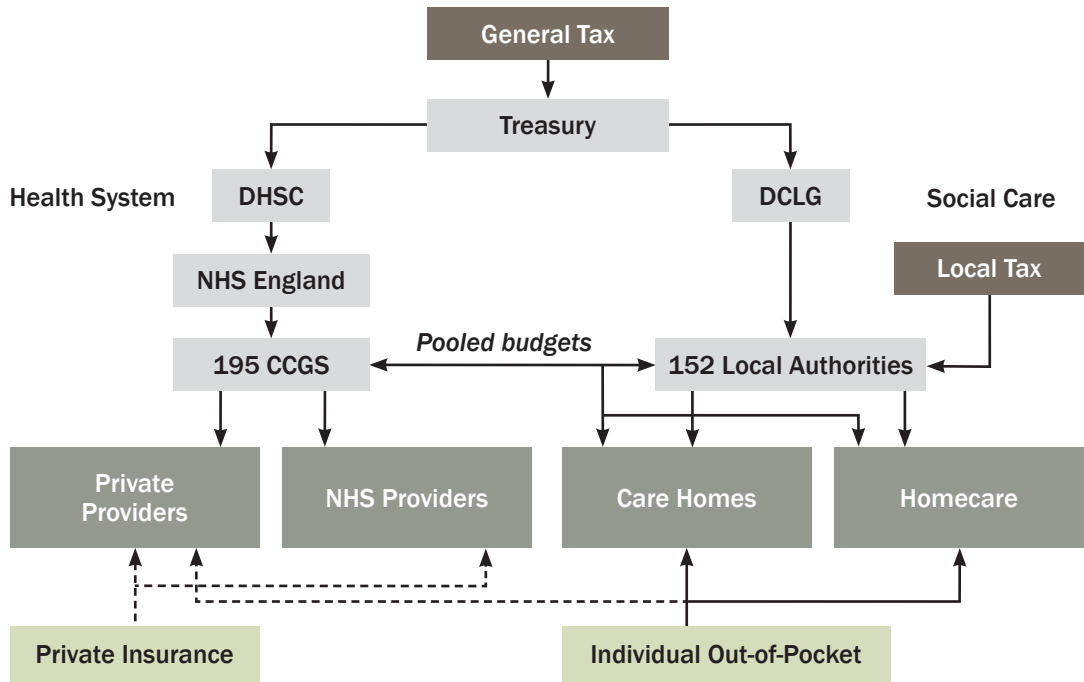 General Tax
Treasury
Health System
DHSC
DCLG
Social Care
NHS England
Local Tax
Pooled budgets
195 CCGS
152 Local Authorities
Private
Providers
NHS Providers
Care Homes
Homecare
Private Insurance
Individual Out-of-Pocket